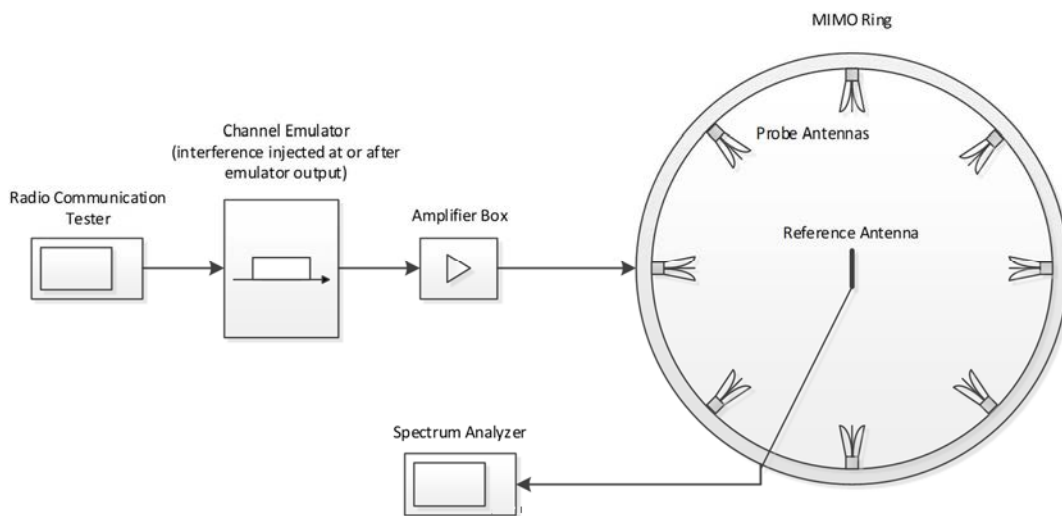 MIMO Ring
Probe Antennas
Channel Emulator
(interference injected at or after
emulator output)
Radio Communication
Tester
Amplifier Box
Reference Antenna
Spectrum Analyzer